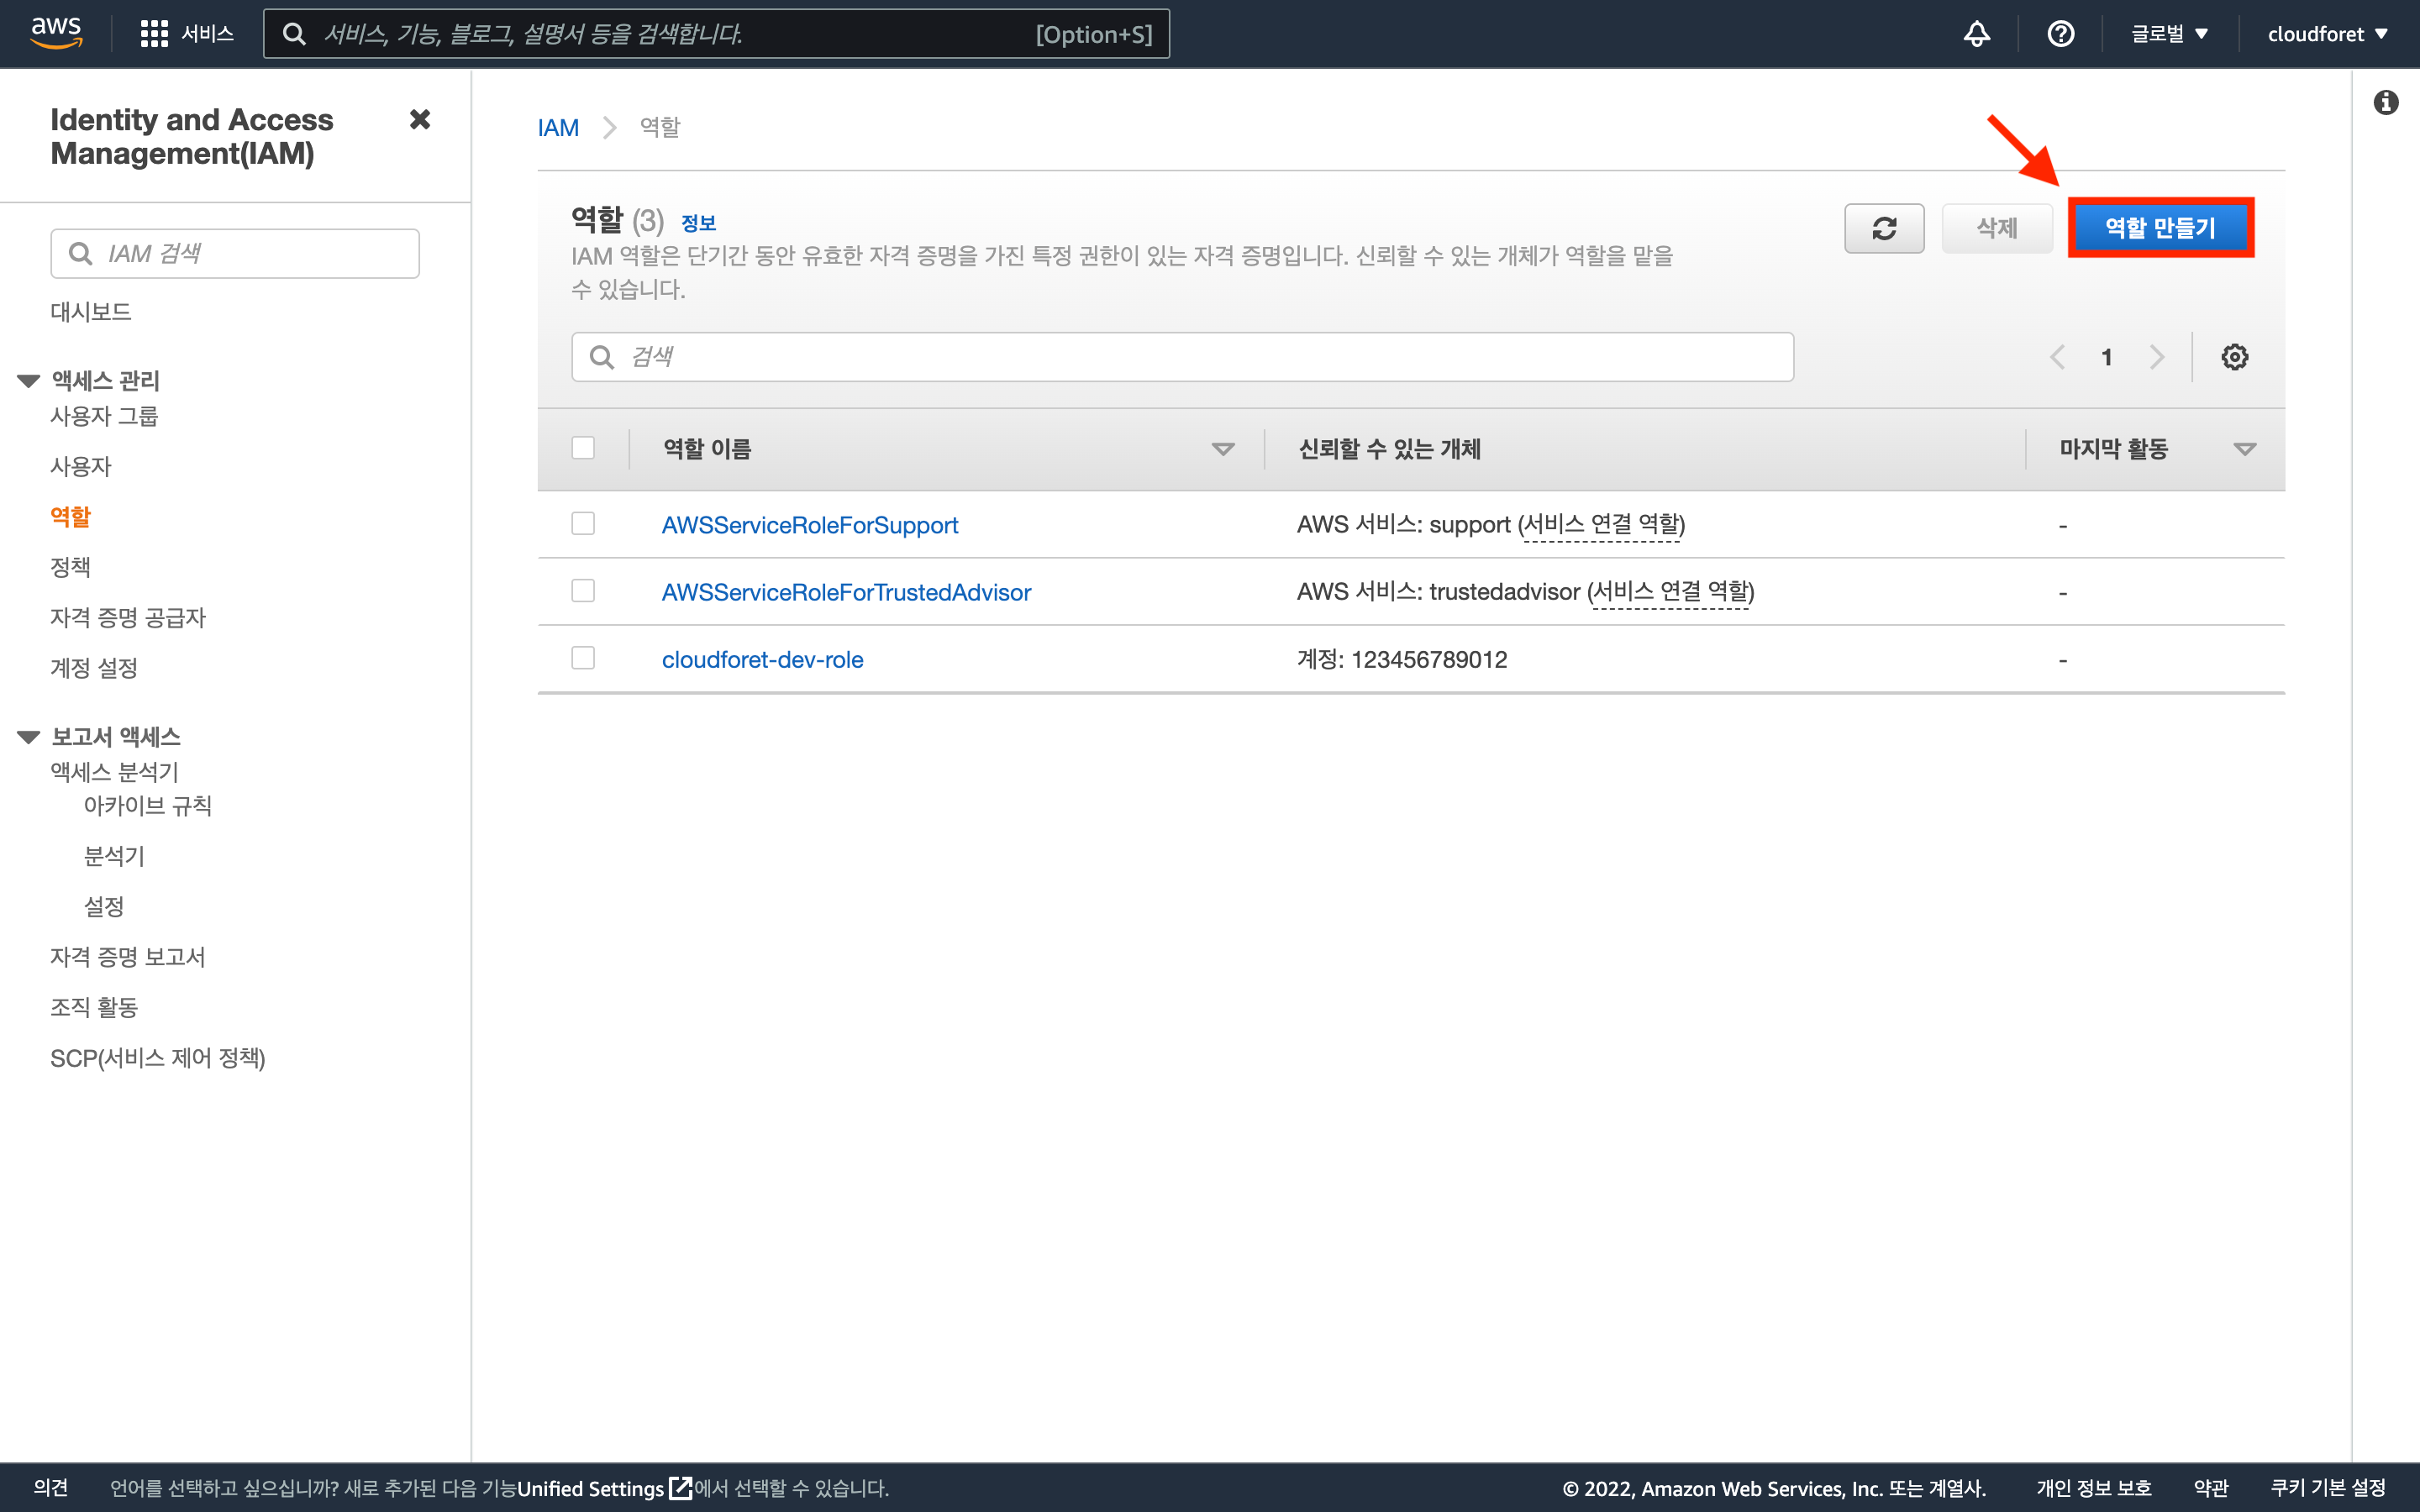 aws
서비스
서비스, 기능, 블로그, 설명서 등을 검색합니다.
[Option+S]
글로벌
cloudforet
Identity and Access
Management(IAM)
IAM 검색
대시보드
액세스 관리
사용자 그룹
사용자
역할
정책
자격 증명 공급자
계정 설정
보고서 액세스
액세스 분석기
아카이브 규칙
분석기
설정
자격 증명 보고서
조직 활동
SCP(서비스 제어 정책)
IAM 역할
역할 (3) 정보
IAM 역할은 단기간 동안 유효한 자격 증명을 가진 특정 권한이 있는 자격 증명입니다. 신뢰할 수 있는 개체가 역할을 맡을
수 있습니다.
삭제
역할 만들기
검색
1
역할 이름 신뢰할 수 있는 개체 마지막 활동
AWSServiceRoleForSupport AWS 서비스: support (서비스 연결 역할) -
AWSServiceRoleForTrustedAdvisor AWS 서비스: trustedadvisor (서비스 연결 역할) -
cloudforet-dev-role 계정: 123456789012 -
의견 언어를 선택하고 싶으십니까? 새로 추가된 다음 기능Unified Settings에서 선택할 수 있습니다. © 2022, Amazon Web Services, Inc. 또는 계열사. 개인 정보 보호 약관 쿠키 기본 설정